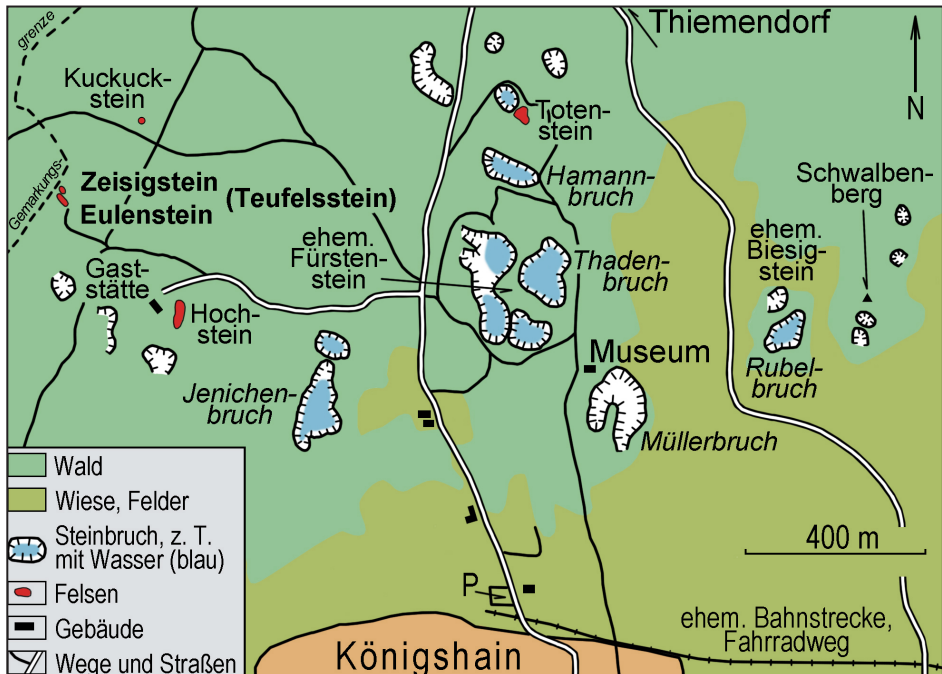 grenze
Thiemendorf
Kuckuck-
stein
N
Toten-
stein
Gemarkungs-
Zeisigstein
Eulenstein
(Teufelsstein)
Hamann-
bruch
Schwalben-
berg
ehem.
Fürsten-
stein
ehem.
Biesig-
stein
Thaden-
bruch
Gast-
stätte
Hoch-
stein
Museum
Rubel-
bruch
Jenichen-
bruch
Müllerbruch
Wald
Wiese, Felder
Steinbruch, z. T.
mit Wasser (blau)
Felsen
Gebäude
Wege und Straßen
400 m
P
ehem. Bahnstrecke,
Fahrradweg
Königshain